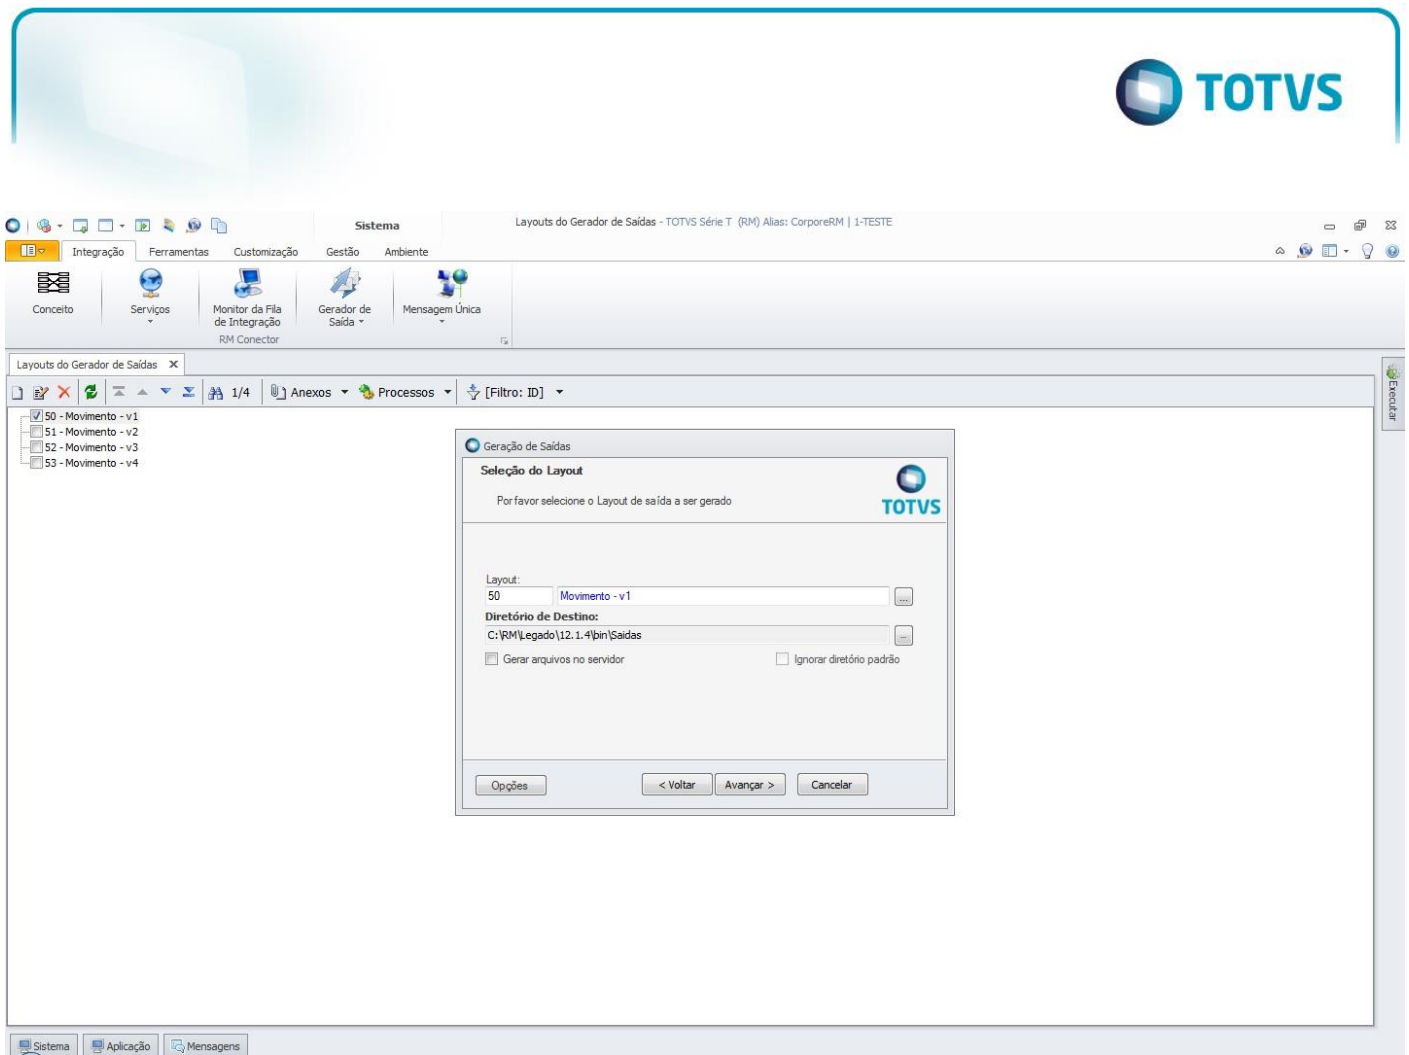 TOTVS
Sistema
Layouts do Gerador de Saídas - TOTVS Série T (RM) Alias: CorporeRM | 1-TESTE
Integração Ferramentas Customização Gestão Ambiente
Conceito
Serviços
Monitor da Fila de Integração
Gerador de Saída
Mensagem Única
RM Conector
Layouts do Gerador de Saídas X
1/4 Anexos Processos [Filtro: ID]
Executar
50 - Movimento - v1
51 - Movimento - v2
52 - Movimento - v3
53 - Movimento - v4
Geração de Saídas
Seleção do Layout
Por favor selecione o Layout de saída a ser gerado
TOTVS
Layout:
50 Movimento - v1 ...
Diretório de Destino:
C:\RM\Legado\12.1.4\bin\Saidas ...
Gerar arquivos no servidor Ignorar diretório padrão
Opções < Voltar Avançar > Cancelar
Sistema Aplicação Mensagens